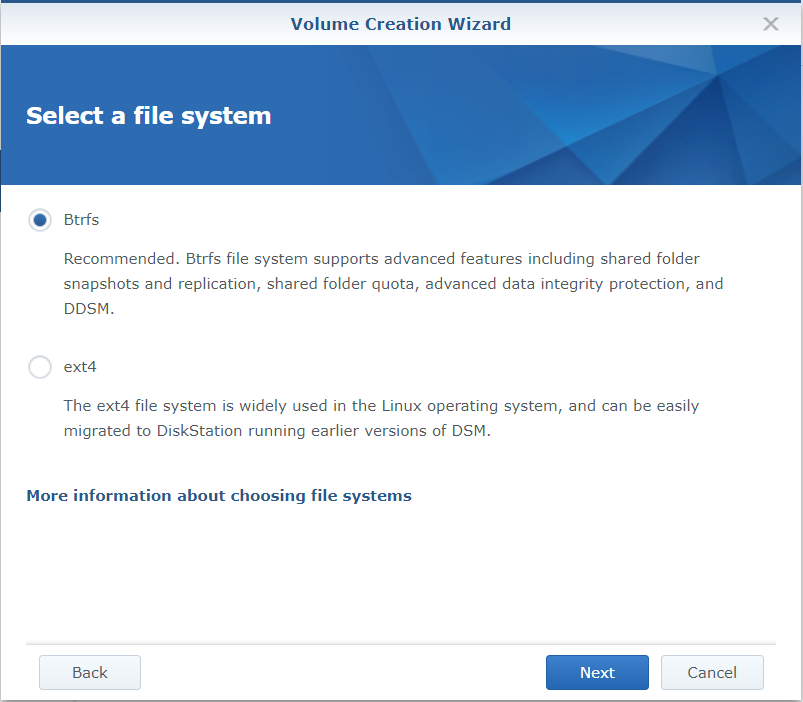 Volume Creation Wizard
Select a file system
Btrfs
Recommended. Btrfs file system supports advanced features including shared folder
snapshots and replication, shared folder quota, advanced data integrity protection, and
DDSM.
ext4
The ext4 file system is widely used in the Linux operating system, and can be easily
migrated to DiskStation running earlier versions of DSM.
More information about choosing file systems
Back
Next
Cancel